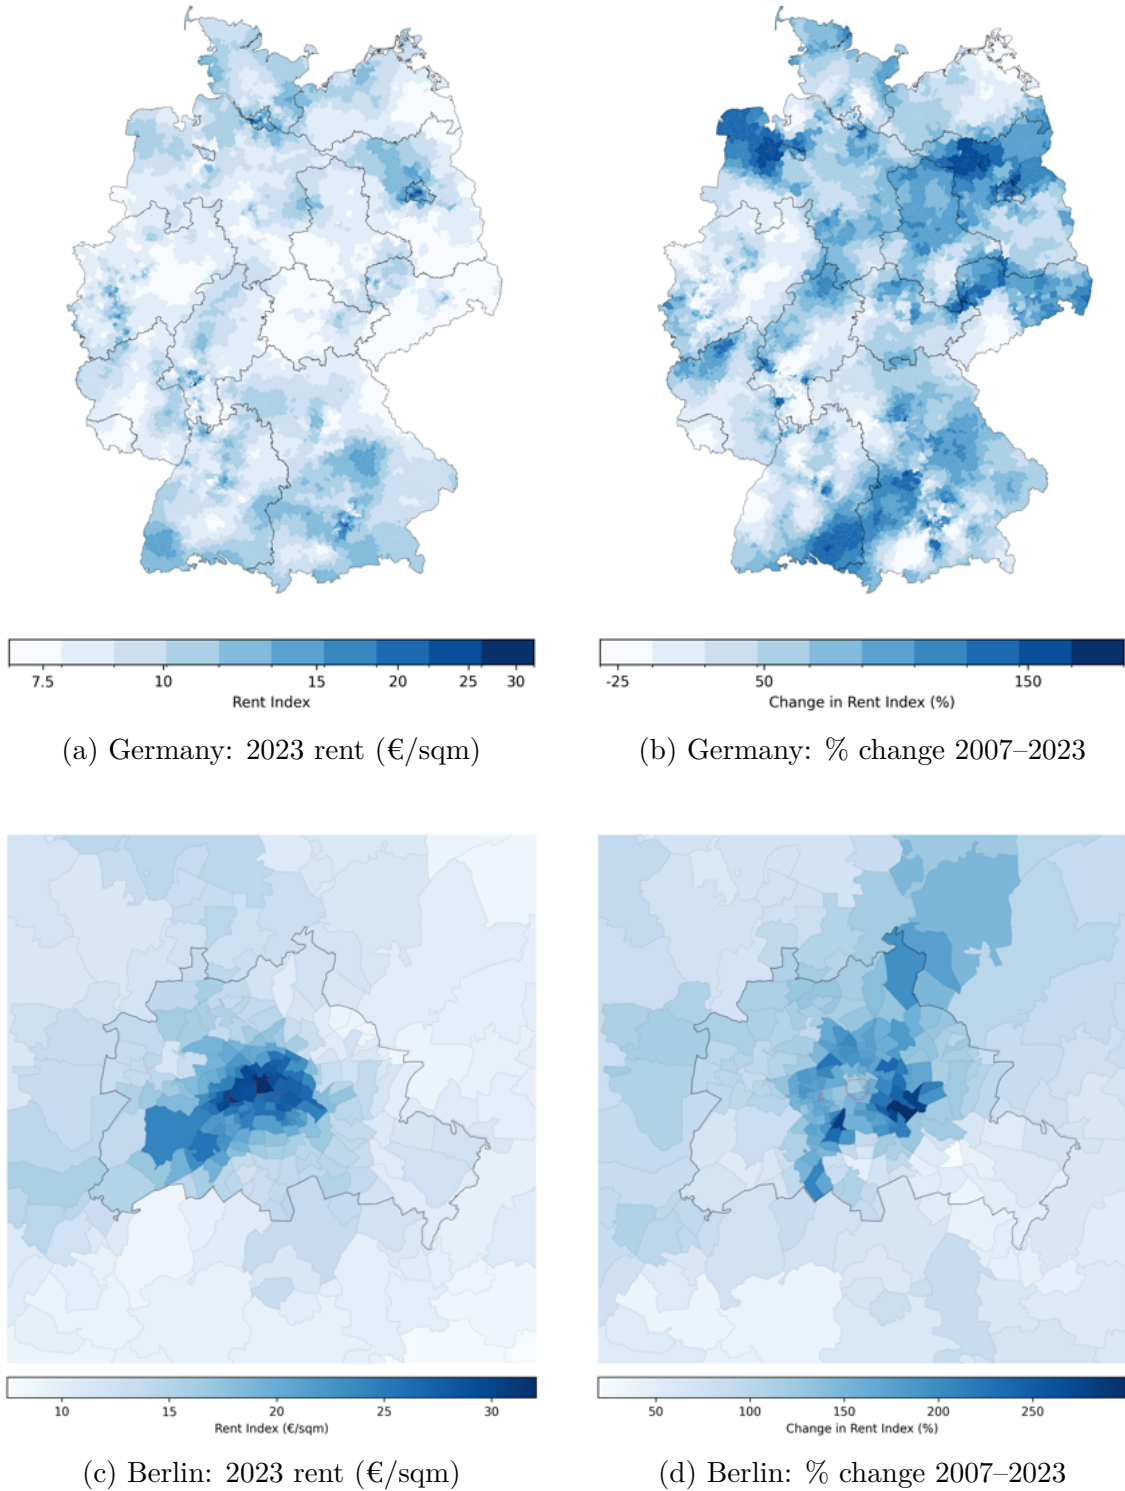 7.5 10 15 20 25 30
Rent Index
(a) Germany: 2023 rent (€/sqm)
-25 50 150
Change in Rent Index (%)
(b) Germany: % change 2007–2023
10 15 20 25 30
Rent Index (€/sqm)
(c) Berlin: 2023 rent (€/sqm)
50 100 150 200 250
Change in Rent Index (%)
(d) Berlin: % change 2007–2023